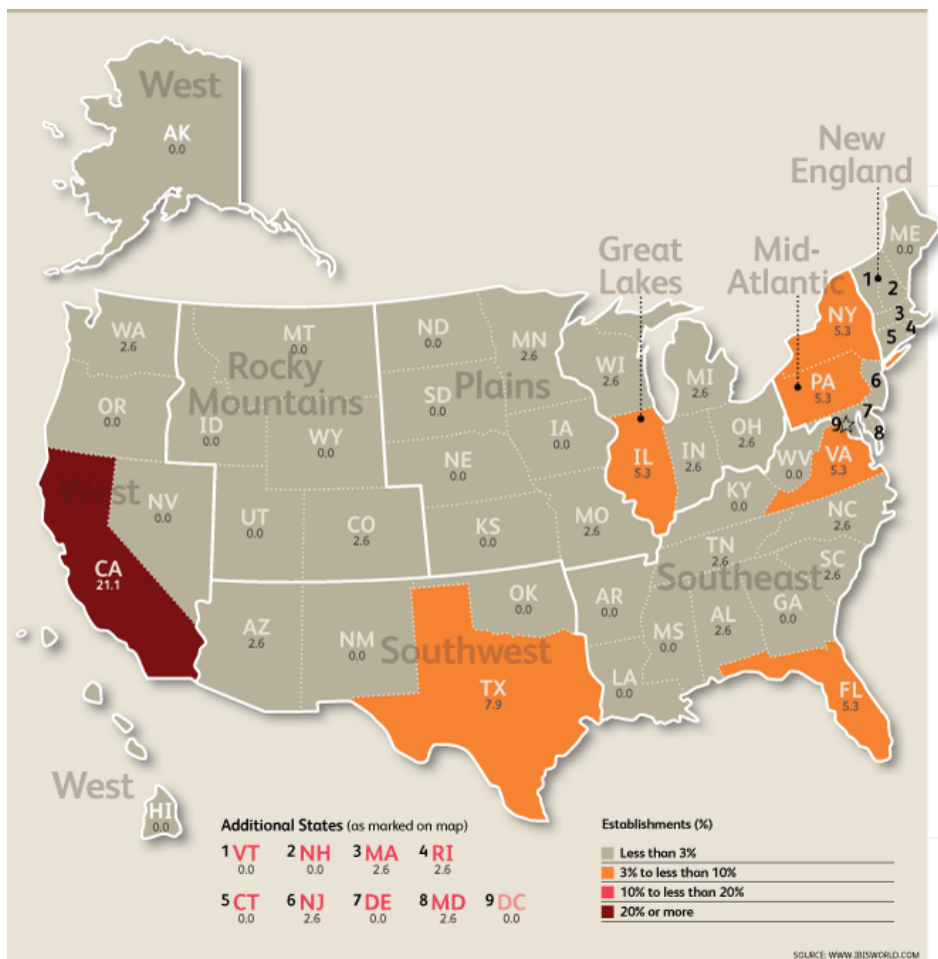 West
AK
0.0
New
England
ME
0.0
Great
Lakes
Mid-
Atlantic
1
2
3
4
5
6
7
8
9
WA
2.6
MT
0.0
ND
0.0
MN
2.6
NY
5.3
Rocky
Mountains
Plains
WI
2.6
MI
2.6
PA
5.3
OR
0.0
ID
0.0
WY
0.0
SD
0.0
IA
0.0
NE
0.0
IL
5.3
IN
2.6
OH
2.6
WV
0.0
VA
5.3
West
NV
0.0
UT
0.0
CO
2.6
KS
0.0
MO
2.6
KY
0.0
NC
2.6
CA
21.1
TN
2.6
SC
2.6
Southeast
AZ
2.6
NM
0.0
OK
0.0
AR
0.0
MS
0.0
AL
2.6
GA
0.0
Southwest
TX
7.9
LA
0.0
FL
5.3
West
HI
0.0
Additional States (as marked on map)
1 VT 2 NH 3 MA 4 RI
0.0 0.0 2.6 2.6
5 CT 6 NJ 7 DE 8 MD 9 DC
0.0 2.6 0.0 2.6 0.0
Establishments (%)
Less than 3%
3% to less than 10%
10% to less than 20%
20% or more
SOURCE: WWW.IBISWORLD.COM